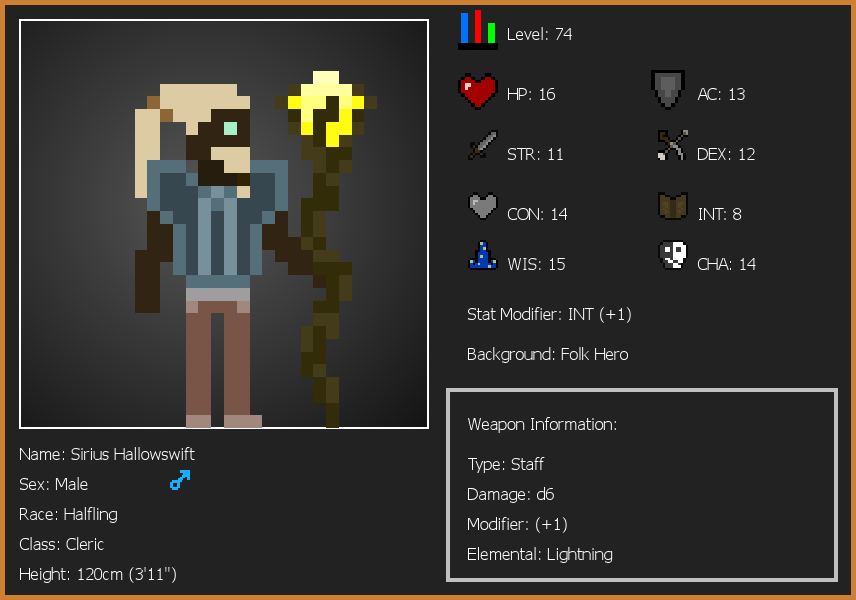 Level: 74
HP: 16
AC: 13
STR: 11
DEX: 12
CON: 14
INT: 8
WIS: 15
CHA: 14
Stat Modifier: INT (+1)
Background: Folk Hero
Weapon Information:
Type: Staff
Damage: d6
Modifier: (+1)
Elemental: Lightning
Name: Sirius Hallowswift
Sex: Male
Race: Halfling
Class: Cleric
Height: 120cm (3'11")